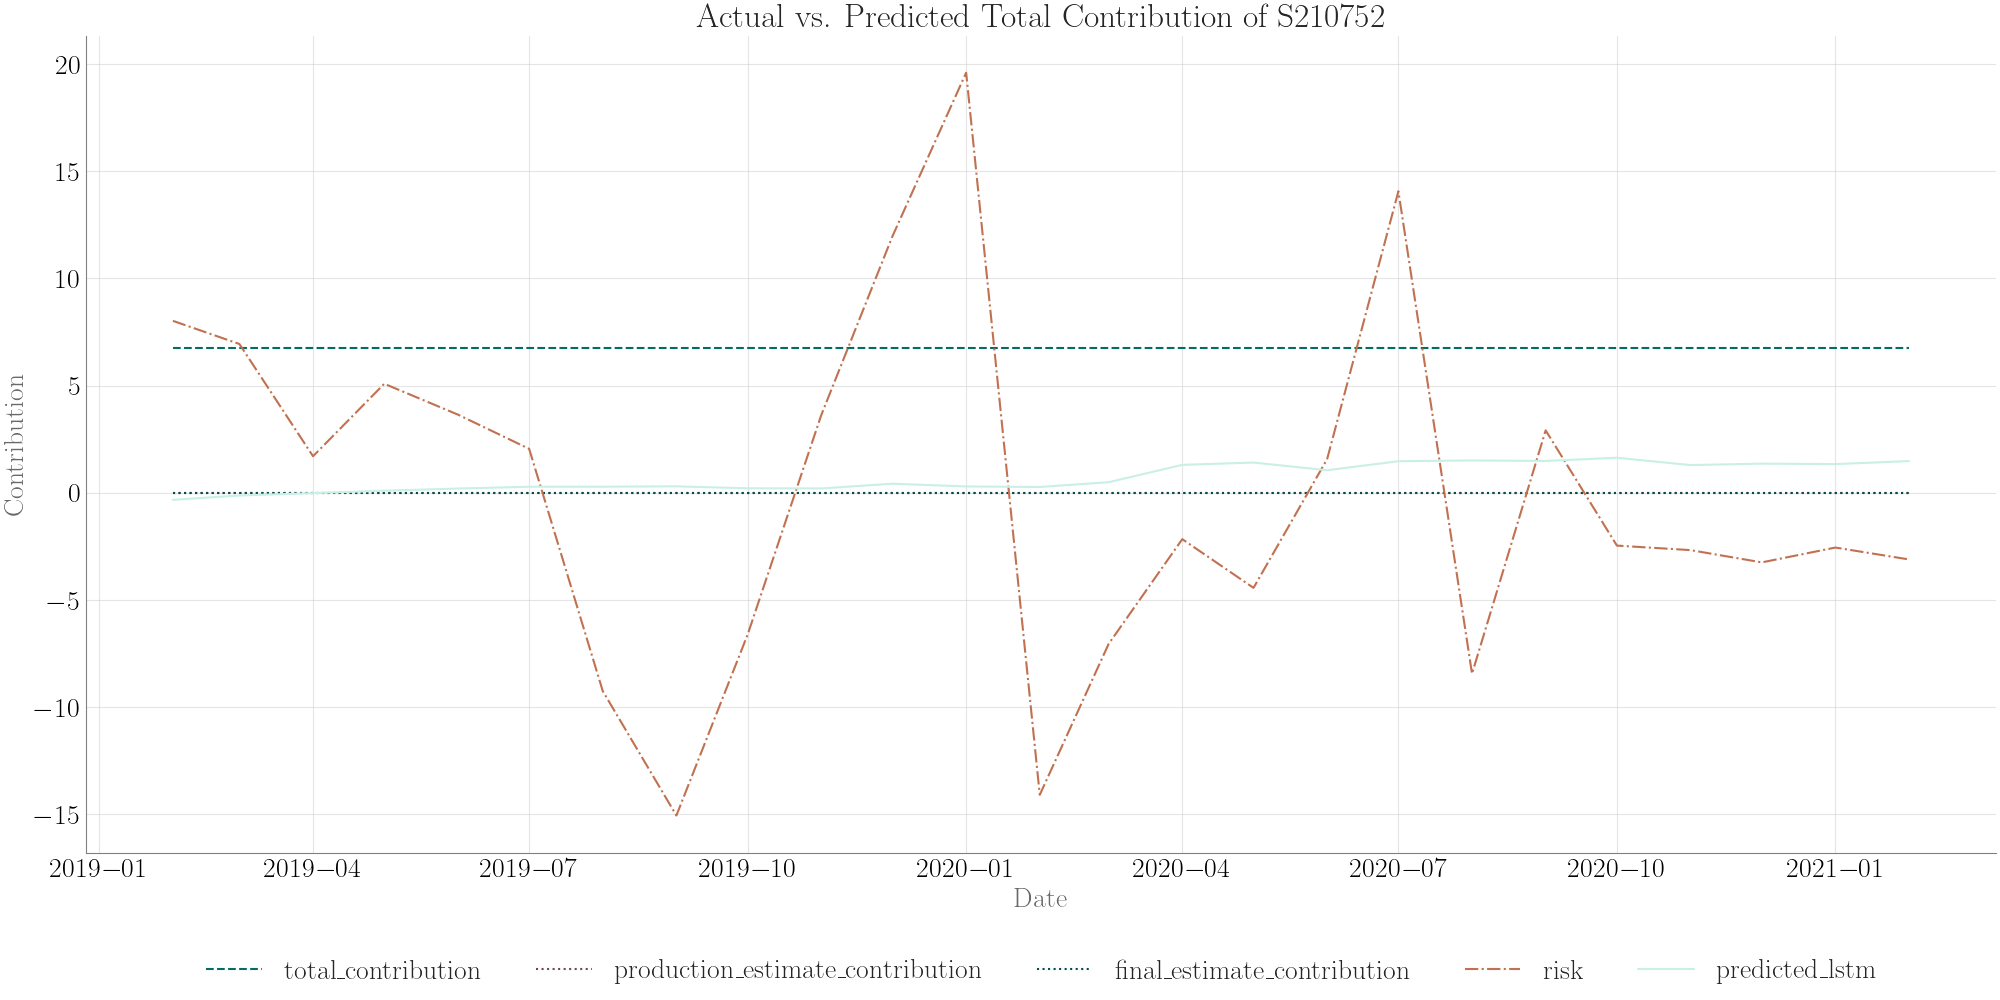 Actual vs. Predicted Total Contribution of S210752
Contribution
20
15
10
5
0
−5
−10
−15
2019−01 2019−04 2019−07 2019−10 2020−01 2020−04 2020−07 2020−10 2021−01
Date
total_contribution production_estimate_contribution final_estimate_contribution risk predicted_lstm